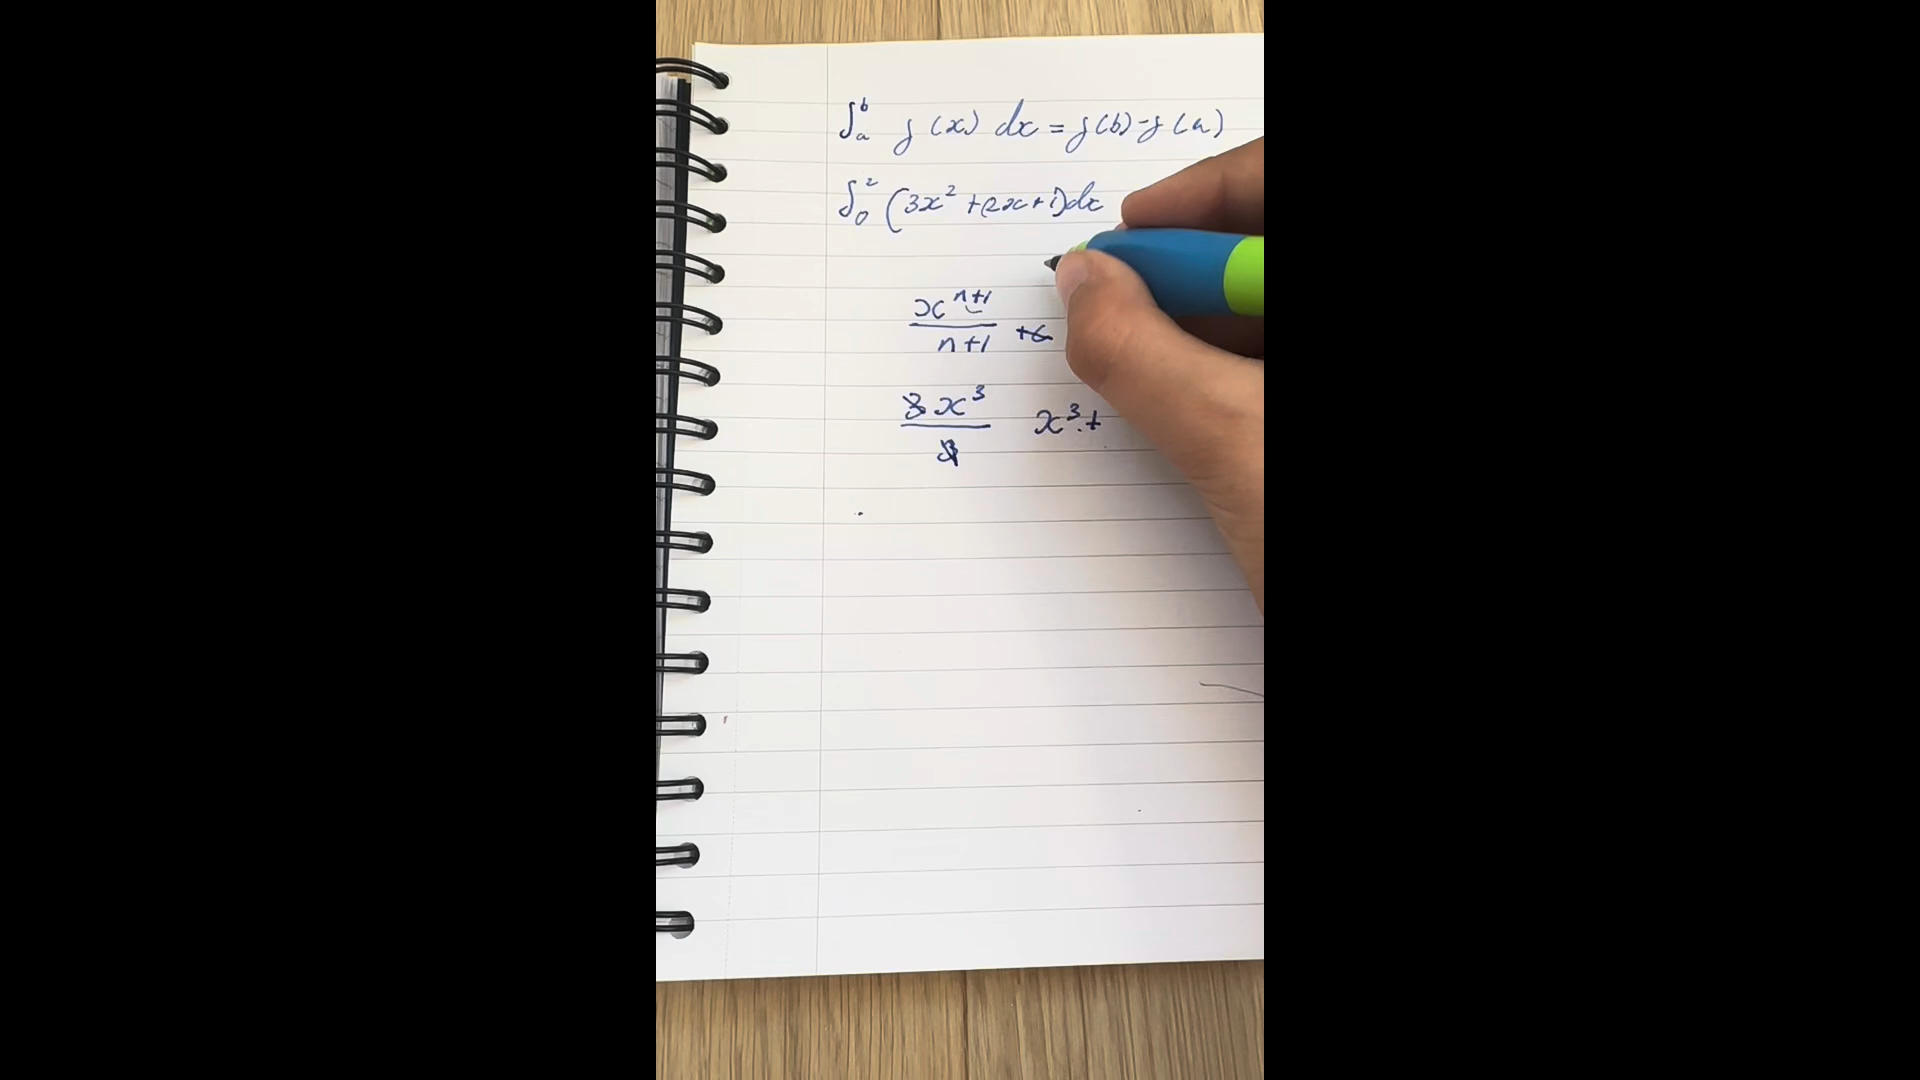 ∫ₐᵇ f(x) dx = f(b)-f(a)
∫₀² (3x² + 2x + 1)dx
xⁿ⁺¹
n+1 +c
3x³
3
x³ +